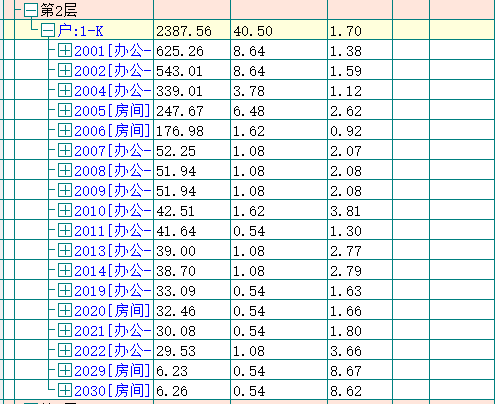 第2层
户:1-K 2387.56 40.50 1.70
2001[办公- 625.26 8.64 1.38
2002[办公- 543.01 8.64 1.59
2004[办公- 339.01 3.78 1.12
2005[房间] 247.67 6.48 2.62
2006[房间] 176.98 1.62 0.92
2007[办公- 52.25 1.08 2.07
2008[办公- 51.94 1.08 2.08
2009[办公- 51.94 1.08 2.08
2010[办公- 42.51 1.62 3.81
2011[办公- 41.64 0.54 1.30
2013[办公- 39.00 1.08 2.77
2014[办公- 38.70 1.08 2.79
2019[办公- 33.09 0.54 1.63
2020[房间] 32.46 0.54 1.66
2021[办公- 30.08 0.54 1.80
2022[办公- 29.53 1.08 3.66
2029[房间] 6.23 0.54 8.67
2030[房间] 6.26 0.54 8.62